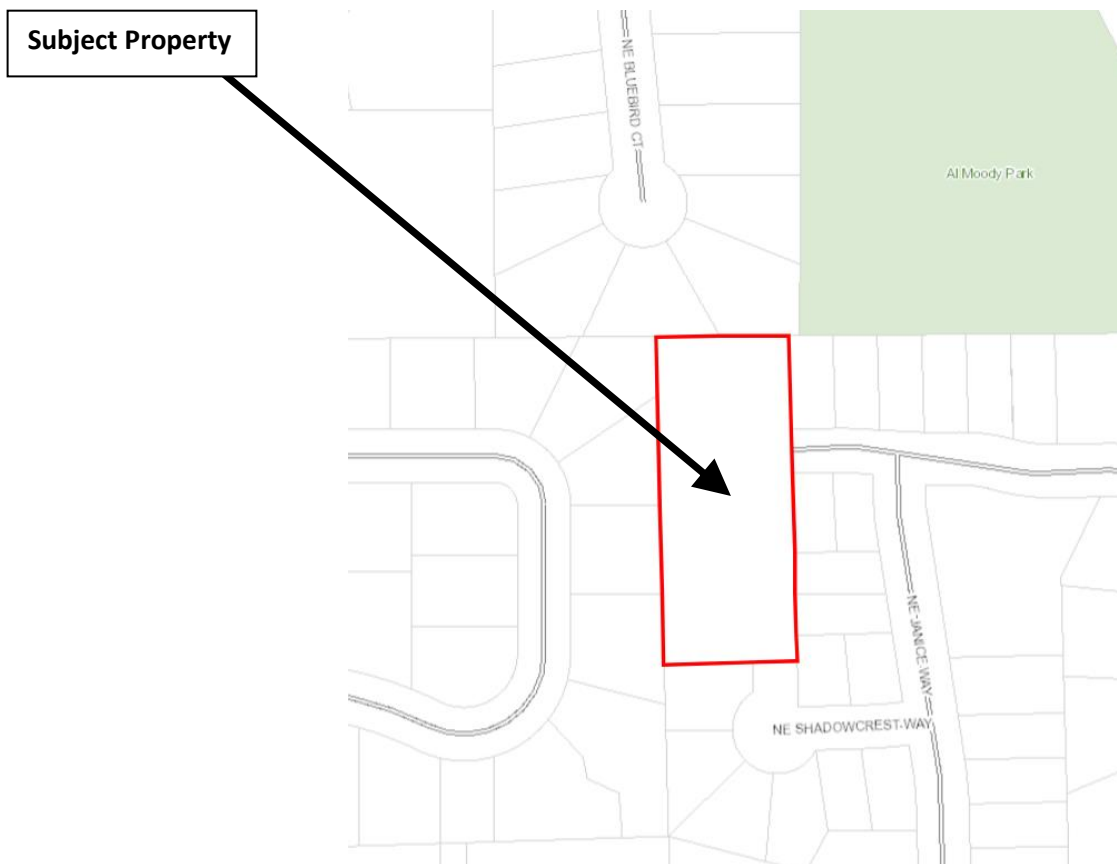 Subject Property
NE BLUEBIRD CT
Al Moody Park
NE JANICE WAY
NE SHADOWCREST WAY